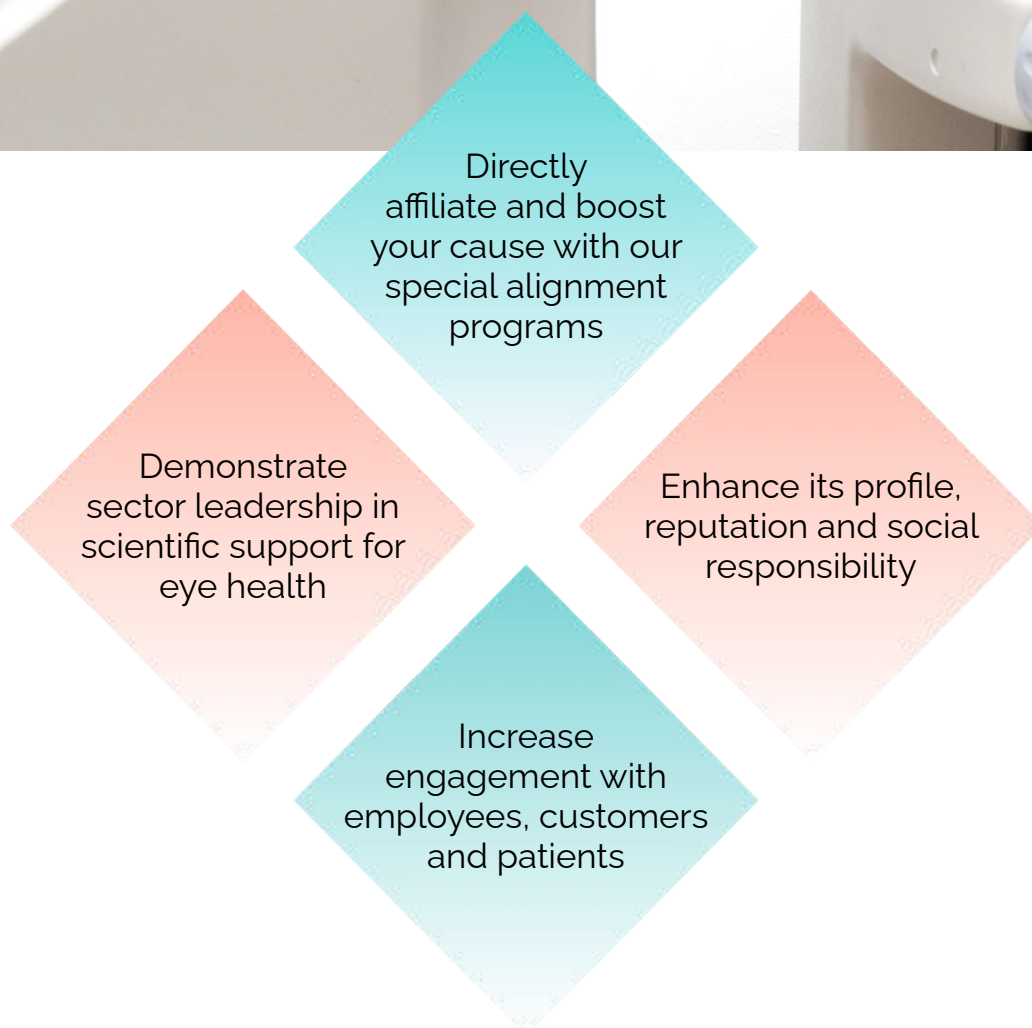 Directly
affiliate and boost
your cause with our
special alignment
programs
Demonstrate
sector leadership in
scientific support for
eye health
Enhance its profile,
reputation and social
responsibility
Increase
engagement with
employees, customers
and patients